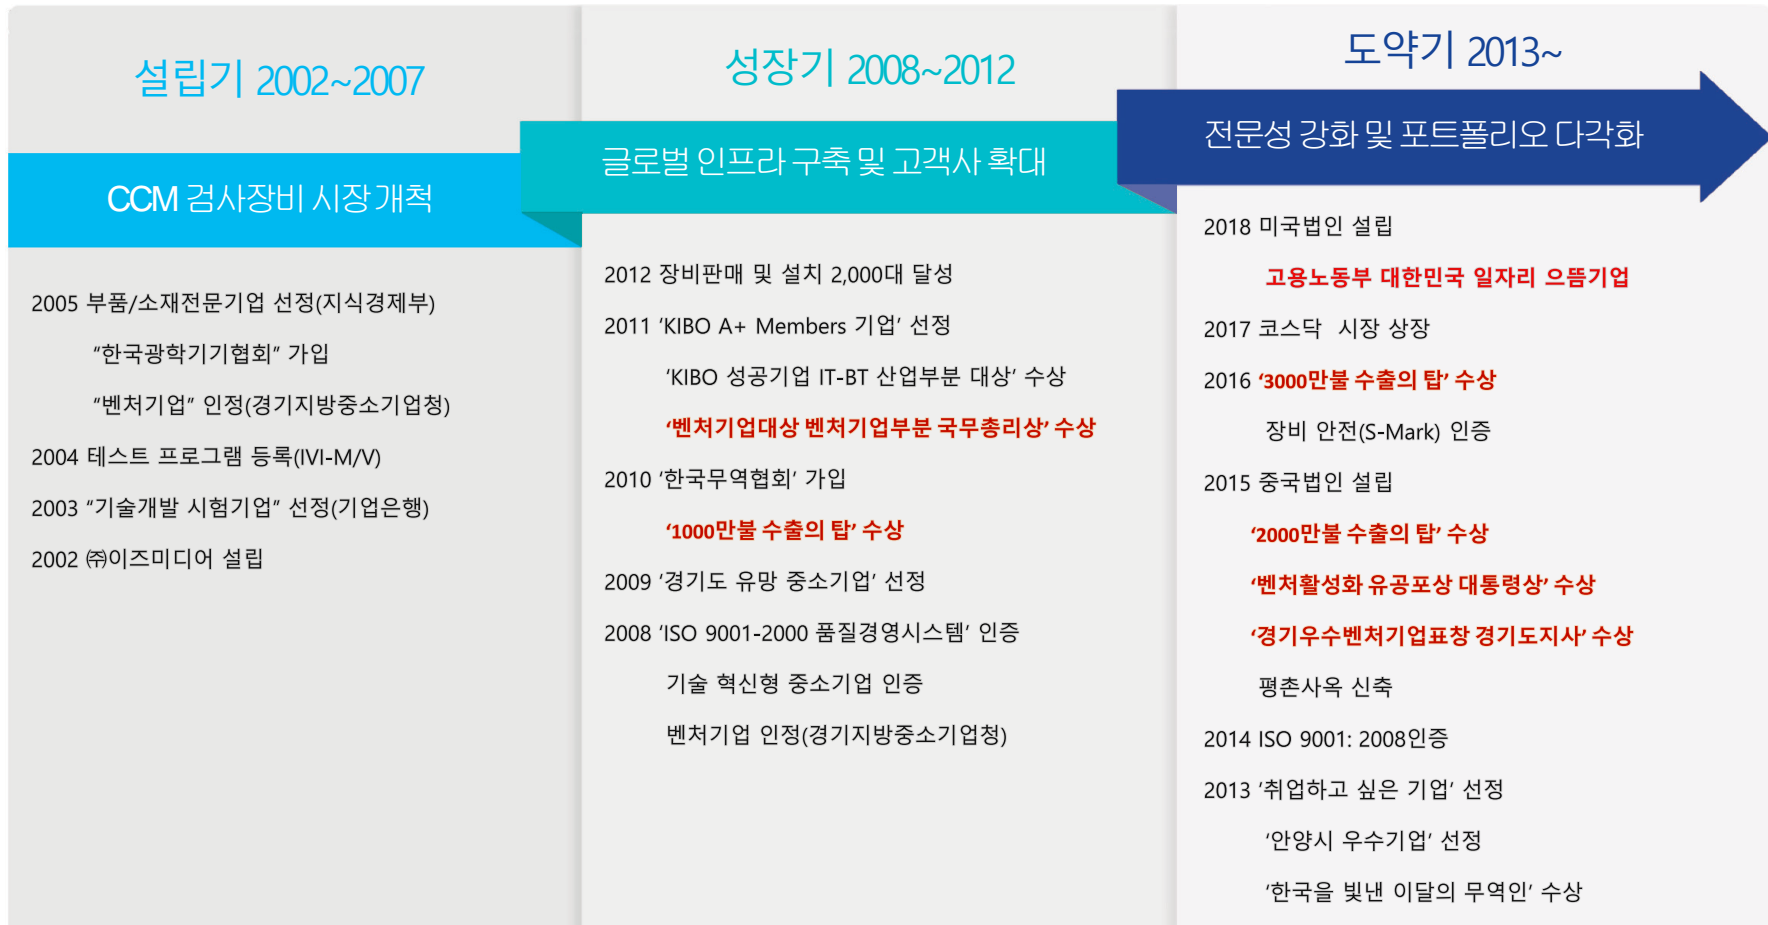 설립기 2002~2007
CCM 검사장비 시장개척
2005 부품/소재전문기업 선정(지식경제부)
“한국광학기기협회” 가입
“벤처기업” 인정(경기지방중소기업청)
2004 테스트 프로그램 등록(IVI-M/V)
2003 “기술개발 시험기업” 선정(기업은행)
2002 ㈜이즈미디어 설립
성장기 2008~2012
글로벌 인프라 구축 및 고객사 확대
2012 장비판매 및 설치 2,000대 달성
2011 ‘KIBO A+ Members 기업’ 선정
‘KIBO 성공기업 IT-BT 산업부분 대상’ 수상
‘벤처기업대상 벤처기업부분 국무총리상’ 수상
2010 ‘한국무역협회’ 가입
‘1000만불 수출의 탑’ 수상
2009 ‘경기도 유망 중소기업’ 선정
2008 ‘ISO 9001-2000 품질경영시스템’ 인증
기술 혁신형 중소기업 인증
벤처기업 인정(경기지방중소기업청)
도약기 2013~
전문성 강화 및 포트폴리오 다각화
2018 미국법인 설립
고용노동부 대한민국 일자리 으뜸기업
2017 코스닥 시장 상장
2016 ‘3000만불 수출의 탑’ 수상
장비 안전(S-Mark) 인증
2015 중국법인 설립
‘2000만불 수출의 탑’ 수상
‘벤처활성화 유공포상 대통령상’ 수상
‘경기우수벤처기업표창 경기도지사’ 수상
평촌사옥 신축
2014 ISO 9001: 2008인증
2013 ‘취업하고 싶은 기업’ 선정
‘안양시 우수기업’ 선정
‘한국을 빛낸 이달의 무역인’ 수상